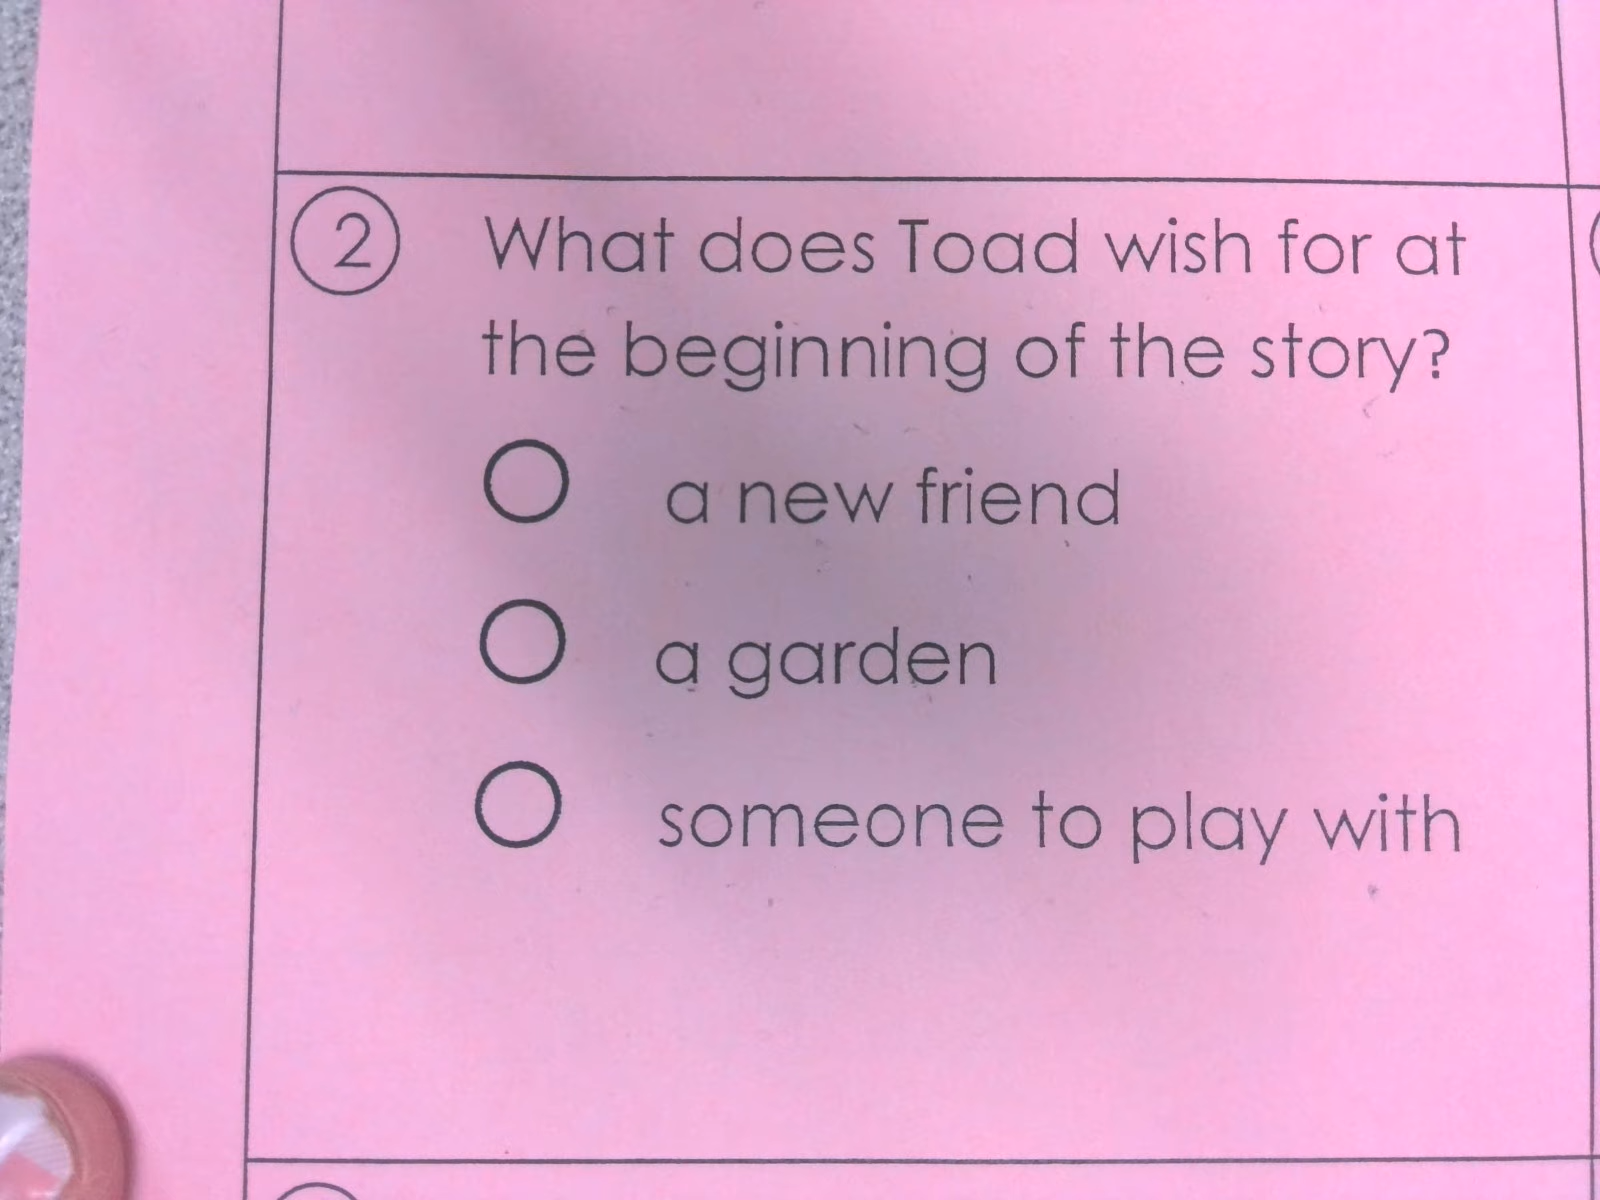 2 What does Toad wish for at
the beginning of the story?
a new friend
a garden
someone to play with